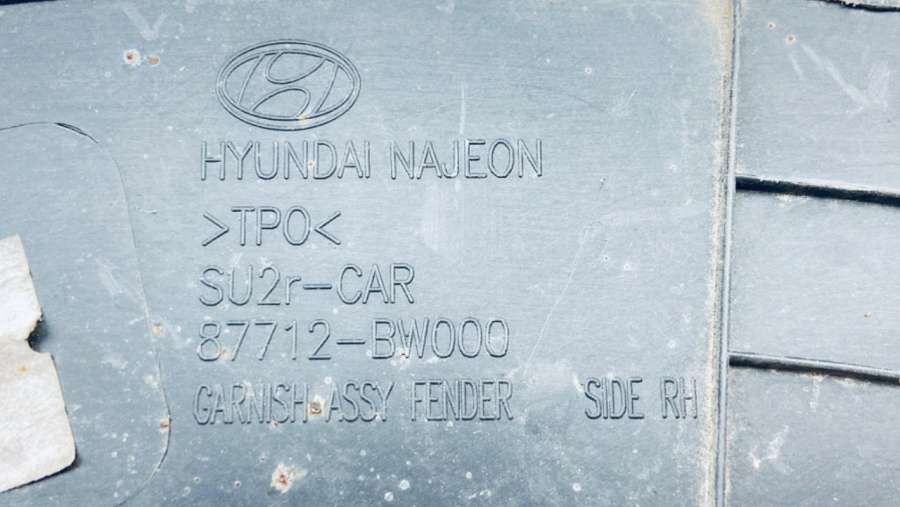 HYUNDAI NAJEON
>TPO<
SU2r-CAR
87712-BW000
GARNISH ASSY FENDER SIDE RH